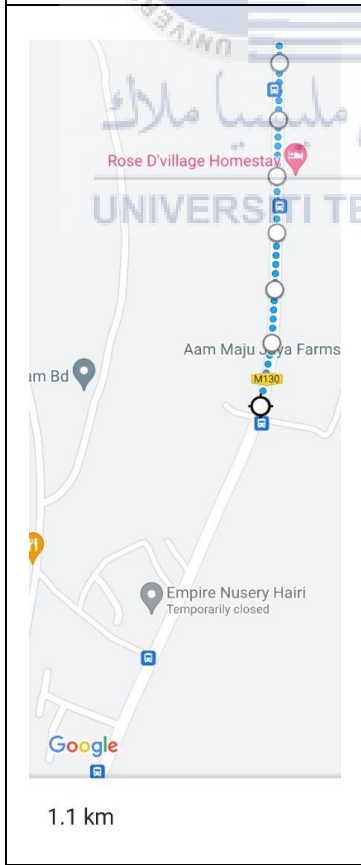 مليسيا ملاك
UNIVERSITI TE
Rose D'village Homestay
Aam Maju Jaya Farms
am Bd
M130
Empire Nusery Hairi
Temporarily closed
Google
1.1 km